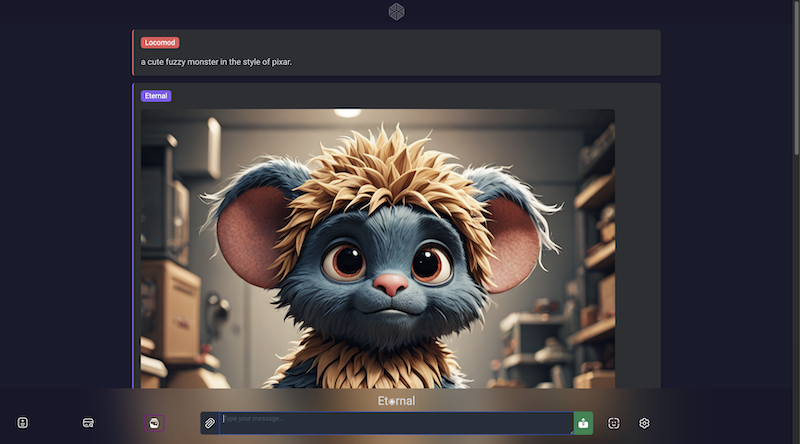 Locomod
a cute fuzzy monster in the style of pixar.
Eternal
Eternal
Type your message...